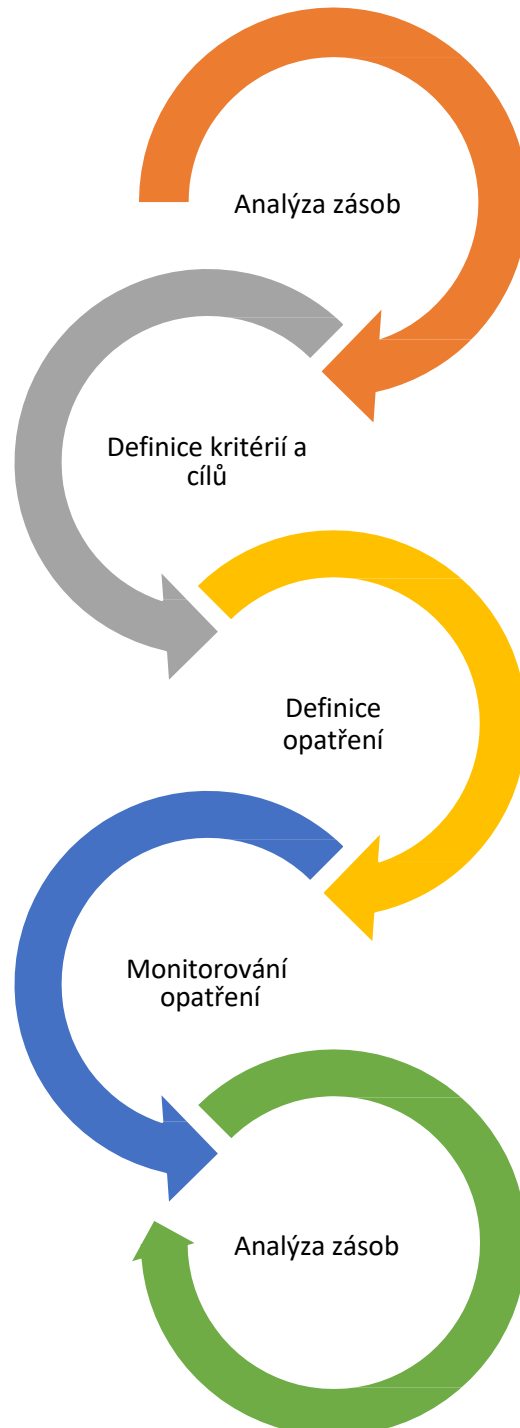 Analýza zásob
Definice kritérií a
cílů
Definice
opatření
Monitorování
opatření
Analýza zásob